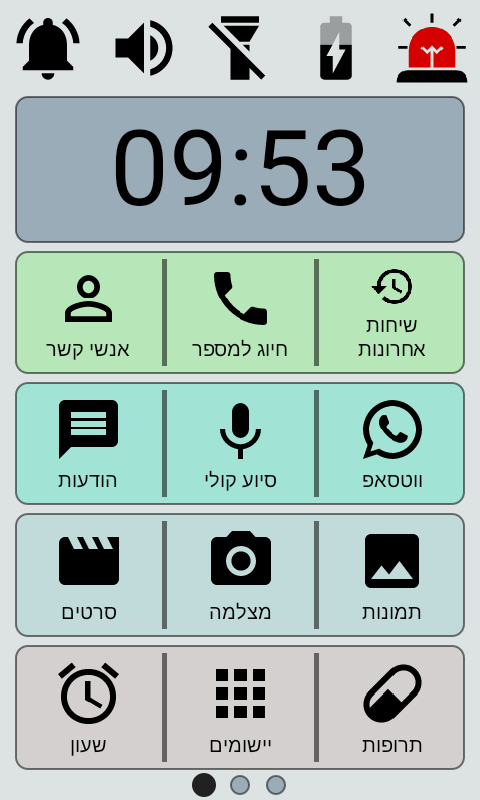 09:53
שיחות
אחרונות
חיוג למספר
אנשי קשר
ווטסאפ
סיוע קולי
הודעות
תמונות
מצלמה
סרטים
תרופות
יישומים
שעון